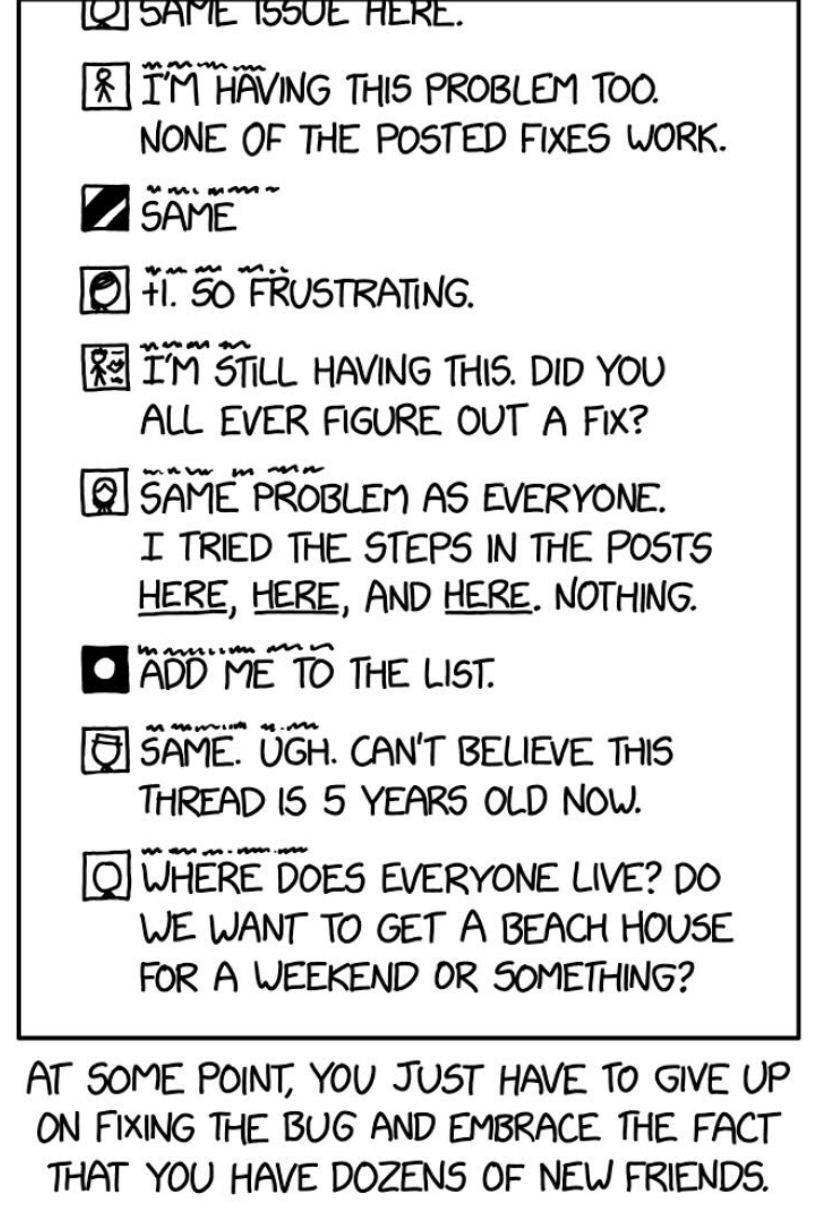 SAME ISSUE HERE.
I'M HAVING THIS PROBLEM TOO.
NONE OF THE POSTED FIXES WORK.
SAME
+1. SO FRUSTRATING.
I'M STILL HAVING THIS. DID YOU
ALL EVER FIGURE OUT A FIX?
SAME PROBLEM AS EVERYONE.
I TRIED THE STEPS IN THE POSTS
HERE, HERE, AND HERE. NOTHING.
ADD ME TO THE LIST.
SAME. UGH. CAN'T BELIEVE THIS
THREAD IS 5 YEARS OLD NOW.
WHERE DOES EVERYONE LIVE? DO
WE WANT TO GET A BEACH HOUSE
FOR A WEEKEND OR SOMETHING?
AT SOME POINT, YOU JUST HAVE TO GIVE UP
ON FIXING THE BUG AND EMBRACE THE FACT
THAT YOU HAVE DOZENS OF NEW FRIENDS.